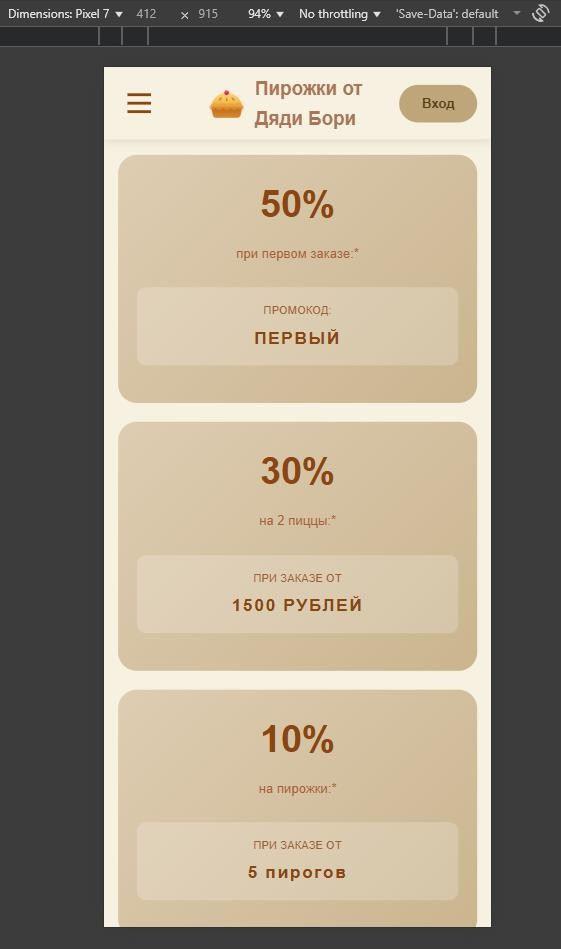 Dimensions: Pixel 7 412 × 915 94% No throttling 'Save-Data': default
Пирожки от
Дяди Бори
Вход
50%
при первом заказе:*
ПРОМОКОД:
ПЕРВЫЙ
30%
на 2 пиццы:*
ПРИ ЗАКАЗЕ ОТ
1500 РУБЛЕЙ
10%
на пирожки:*
ПРИ ЗАКАЗЕ ОТ
5 пирогов